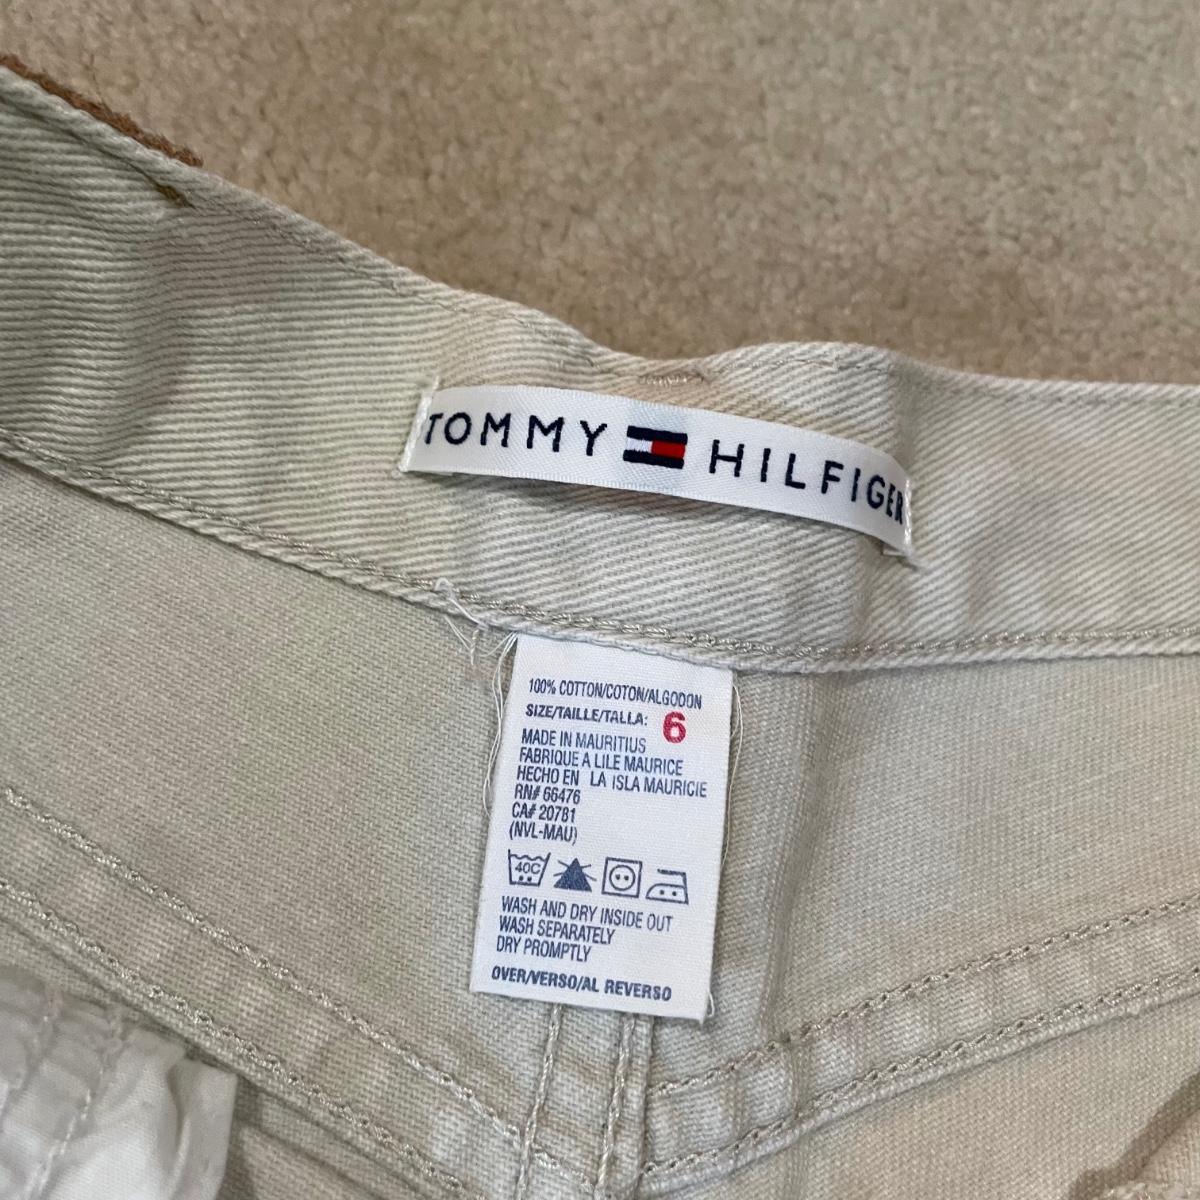 TOMMY HILFIGER
100% COTTON/COTON/ALGODON
SIZE/TAILLE/TALLA: 6
MADE IN MAURITIUS
FABRIQUE A LILE MAURICE
HECHO EN LA ISLA MAURICIE
RN# 66476
CA# 20781
(NVL-MAU)
40C
WASH AND DRY INSIDE OUT
WASH SEPARATELY
DRY PROMPTLY
OVER/VERSO/AL REVERSO